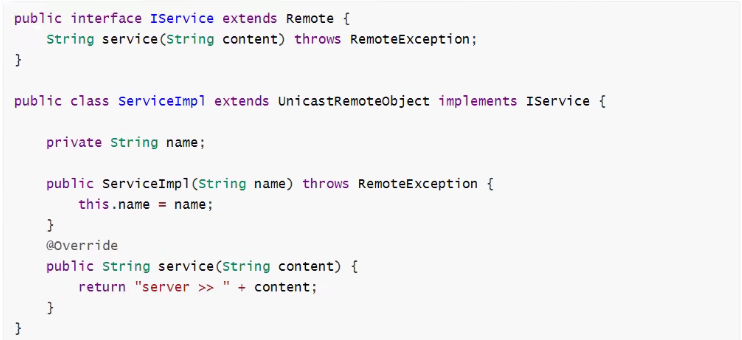 public interface IService extends Remote {
    String service(String content) throws RemoteException;
}

public class ServiceImpl extends UnicastRemoteObject implements IService {

    private String name;

    public ServiceImpl(String name) throws RemoteException {
        this.name = name;
    }
    @Override
    public String service(String content) {
        return "server >> " + content;
    }
}